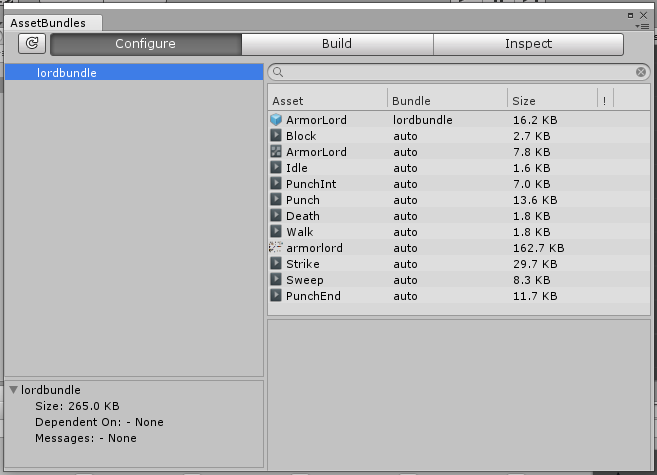 AssetBundles
Configure Build Inspect
lordbundle
Asset Bundle Size !
ArmorLord lordbundle 16.2 KB
Block auto 2.7 KB
ArmorLord auto 7.8 KB
Idle auto 1.6 KB
PunchInt auto 7.0 KB
Punch auto 13.6 KB
Death auto 1.8 KB
Walk auto 1.8 KB
armorlord auto 162.7 KB
Strike auto 29.7 KB
Sweep auto 8.3 KB
PunchEnd auto 11.7 KB
lordbundle
Size: 265.0 KB
Dependent On: - None
Messages: - None